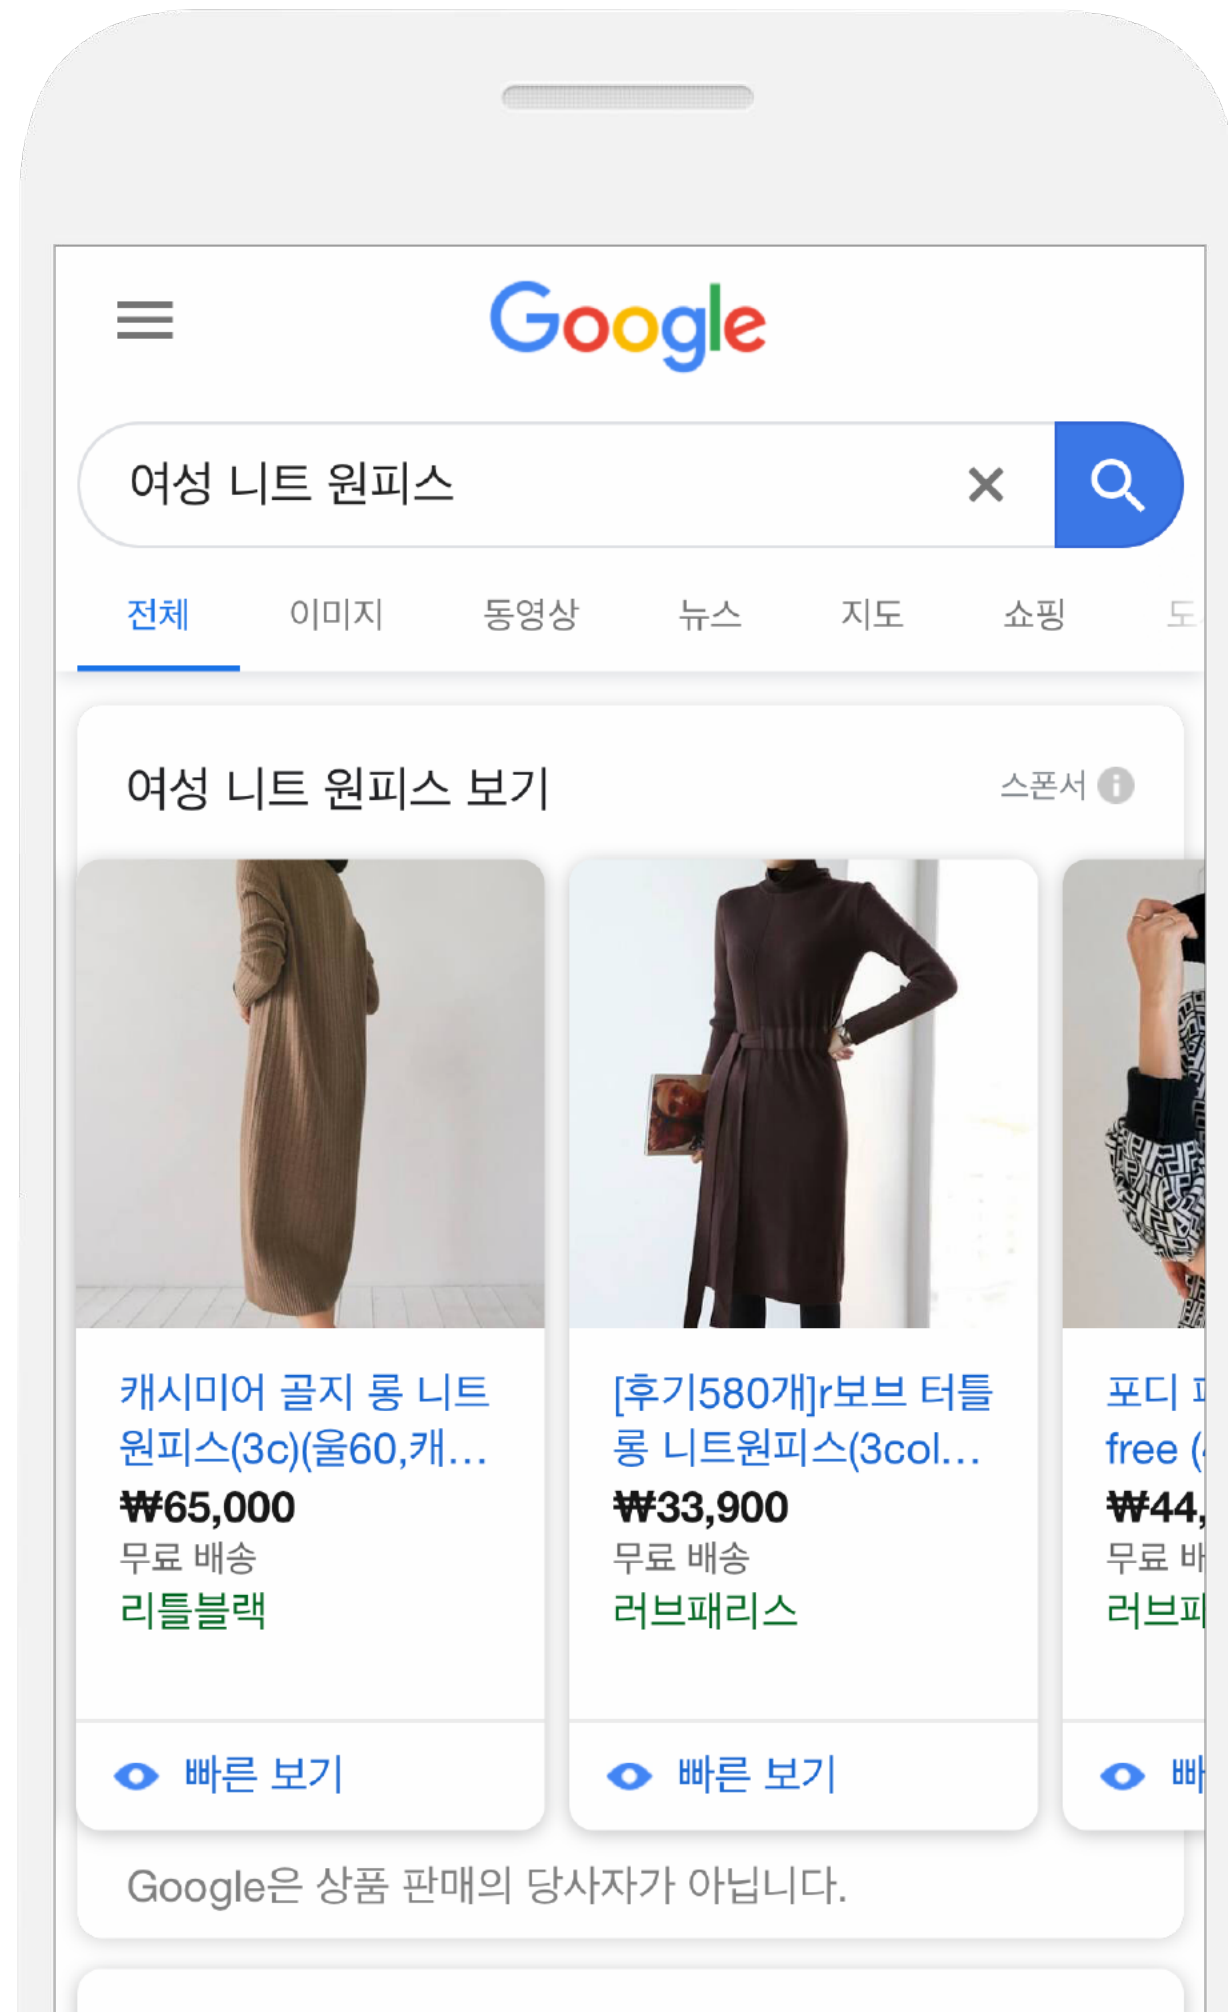 Google
여성 니트 원피스
전체 이미지 동영상 뉴스 지도 쇼핑
여성 니트 원피스 보기 스폰서
캐시미어 골지 롱 니트
원피스(3c)(울60,캐...
₩65,000
무료 배송
리틀블랙
빠른 보기
[후기580개]r보브 터틀
롱 니트원피스(3col...
₩33,900
무료 배송
러브패리스
빠른 보기
포디
free
₩44,
무료
Google은 상품 판매의 당사자가 아닙니다.